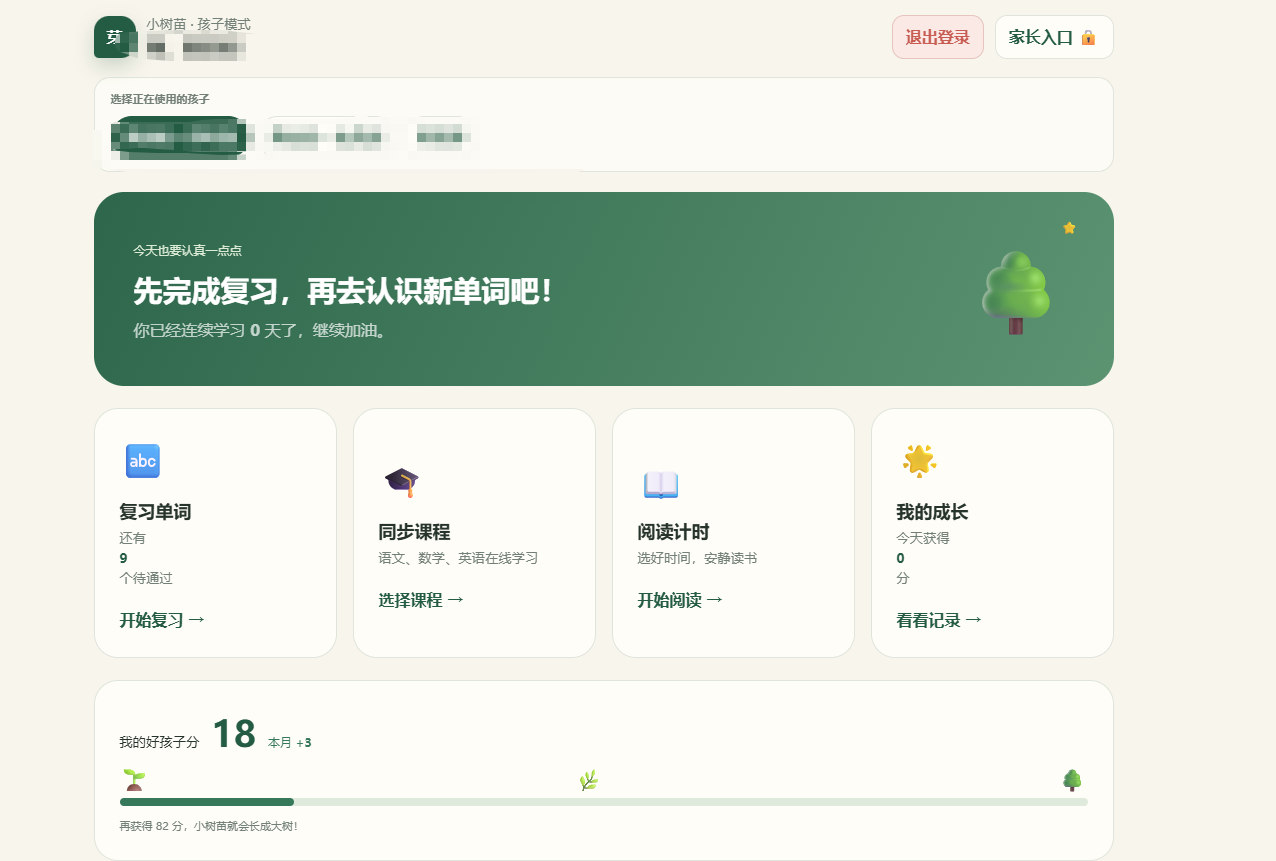 芽
小树苗 · 孩子模式
退出登录
家长入口
选择正在使用的孩子
今天也要认真一点点
先完成复习，再去认识新单词吧！
你已经连续学习 0 天了，继续加油。
abc
复习单词
还有
9
个待通过
开始复习 →
同步课程
语文、数学、英语在线学习
选择课程 →
阅读计时
选好时间，安静读书
开始阅读 →
我的成长
今天获得
0
分
看看记录 →
我的好孩子分 18 本月 +3
再获得 82 分，小树苗就会长成大树！